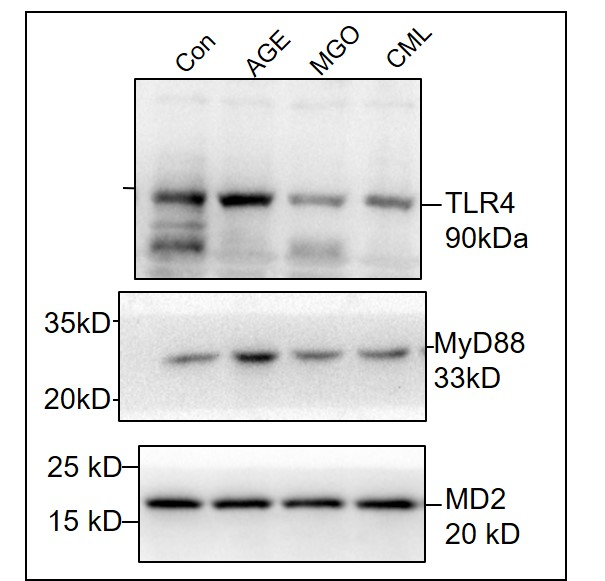 Con AGE MGO CML
TLR4
90kDa
35kD
MyD88
33kD
20kD
25 kD
MD2
15 kD
20 kD